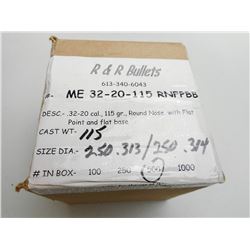 R & R Bullets
613-340-6043
ME 32-20-115 RNFPBB
DESC.- .32-20 cal., 115 gr., Round Nose, with Flat
Point and flat base
CAST WT- 115
SIZE DIA.- 250 .313/250 .314
# IN BOX- 100 250 500 1000